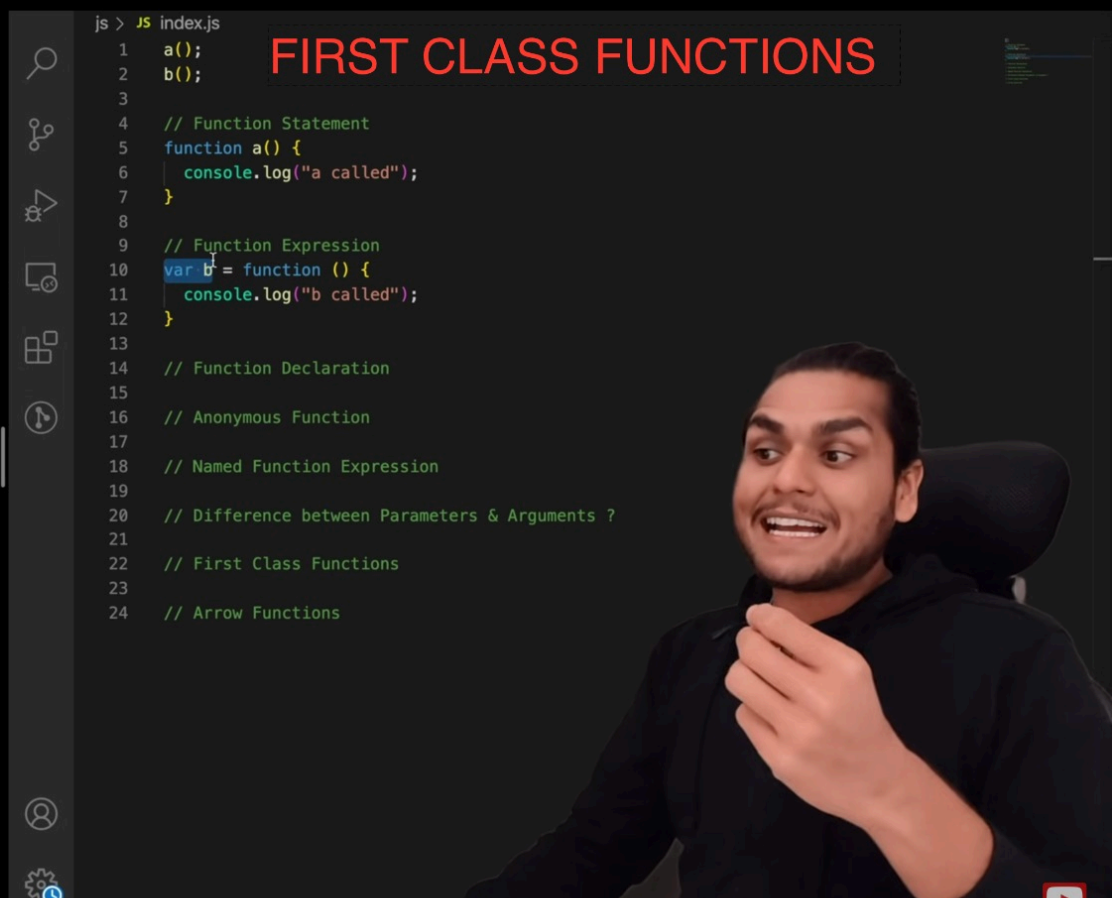 js > JS index.js
FIRST CLASS FUNCTIONS
1 a();
2 b();
3
4 // Function Statement
5 function a() {
6 console.log("a called");
7 }
8
9 // Function Expression
10 var b = function () {
11 console.log("b called");
12 }
13
14 // Function Declaration
15
16 // Anonymous Function
17
18 // Named Function Expression
19
20 // Difference between Parameters & Arguments ?
21
22 // First Class Functions
23
24 // Arrow Functions